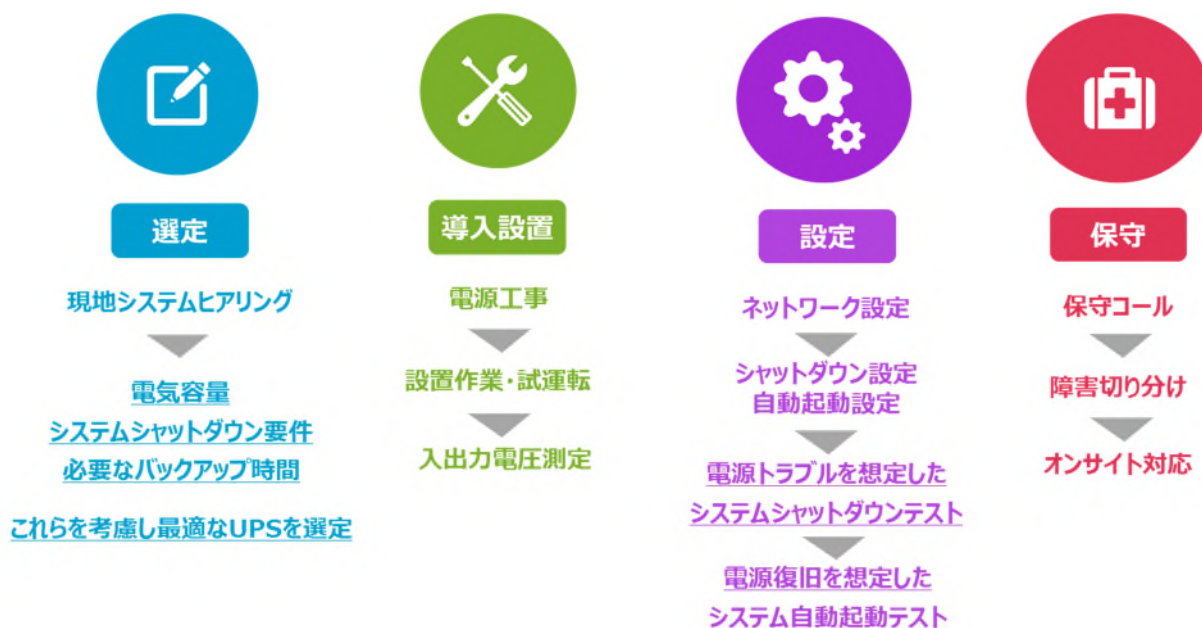 選定
現地システムヒアリング
電気容量
システムシャットダウン要件
必要なバックアップ時間
これらを考慮し最適なUPSを選定
導入設置
電源工事
設置作業・試運転
入出力電圧測定
設定
ネットワーク設定
シャットダウン設定
自動起動設定
電源トラブルを想定した
システムシャットダウンテスト
電源復旧を想定した
システム自動起動テスト
保守
保守コール
障害切り分け
オンサイト対応